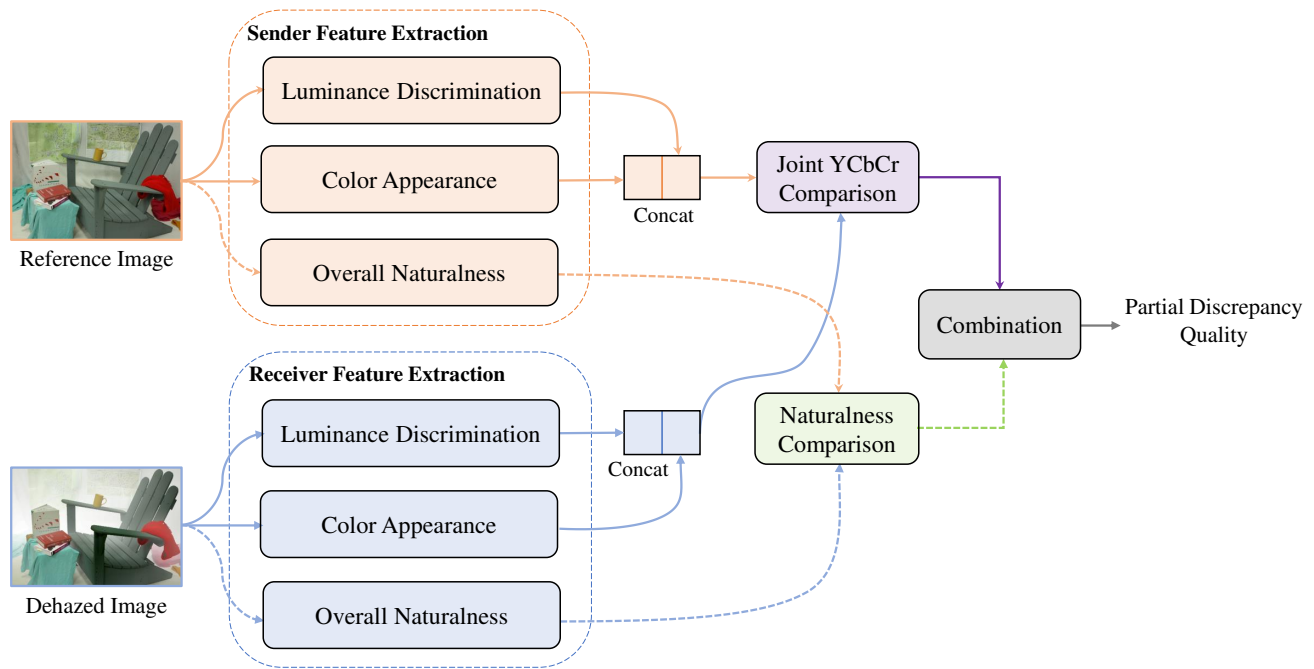 Sender Feature Extraction
Luminance Discrimination
Color Appearance
Overall Naturalness
Reference Image
Concat
Joint YCbCr
Comparison
Combination
Partial Discrepancy
Quality
Receiver Feature Extraction
Luminance Discrimination
Color Appearance
Overall Naturalness
Dehazed Image
Concat
Naturalness
Comparison